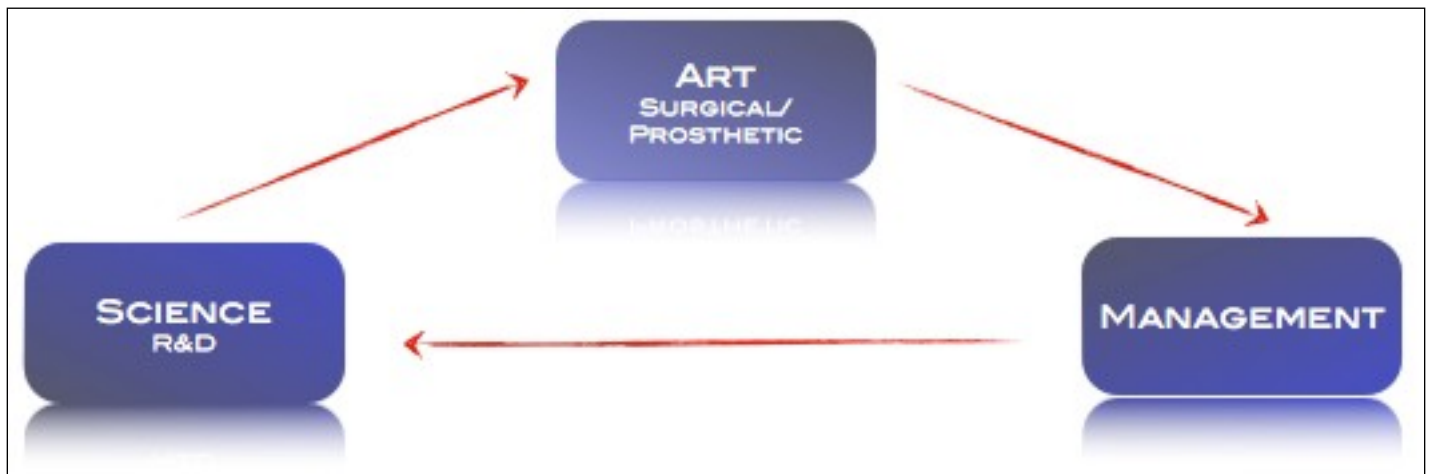 ART
SURGICAL/
PROSTHETIC
SCIENCE
R&D
MANAGEMENT